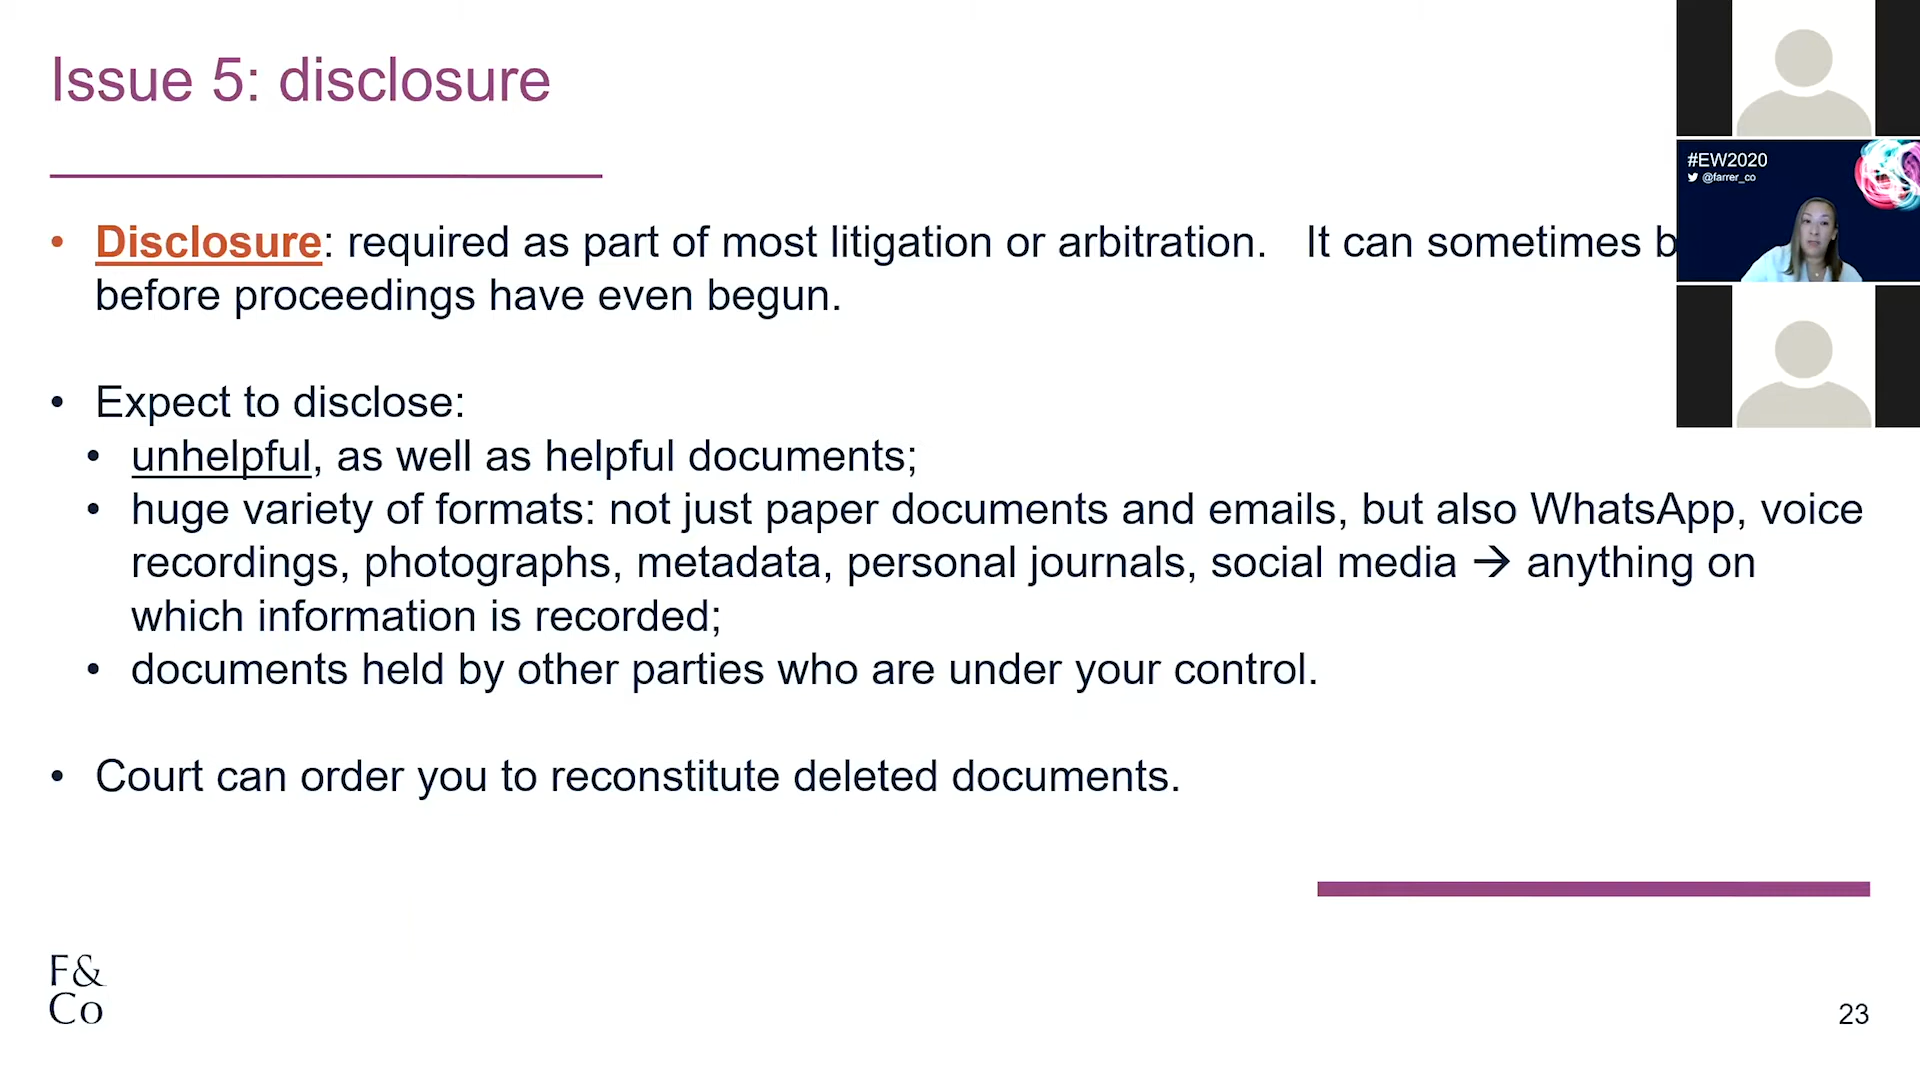 Issue 5: disclosure
#EW2020
@farrer_co
• Disclosure: required as part of most litigation or arbitration. It can sometimes
before proceedings have even begun.
• Expect to disclose:
• unhelpful, as well as helpful documents;
• huge variety of formats: not just paper documents and emails, but also WhatsApp, voice
recordings, photographs, metadata, personal journals, social media → anything on
which information is recorded;
• documents held by other parties who are under your control.
• Court can order you to reconstitute deleted documents.
F&
Co
23